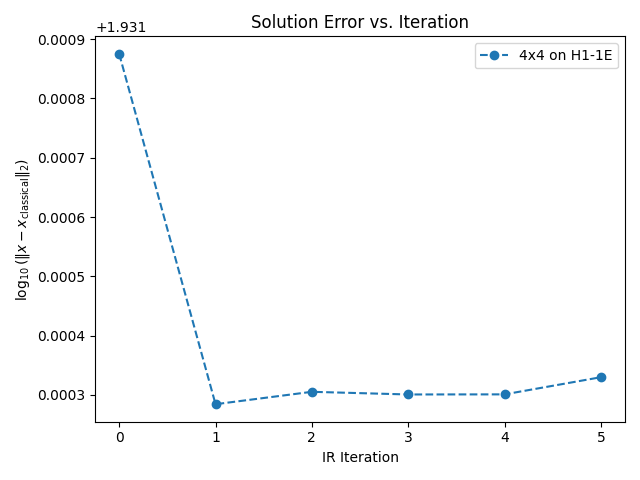 Solution Error vs. Iteration
+1.931
0.0009
0.0008
0.0007
0.0006
0.0005
0.0004
0.0003
log₁₀(‖x − x_classical‖₂)
4x4 on H1-1E
0 1 2 3 4 5
IR Iteration